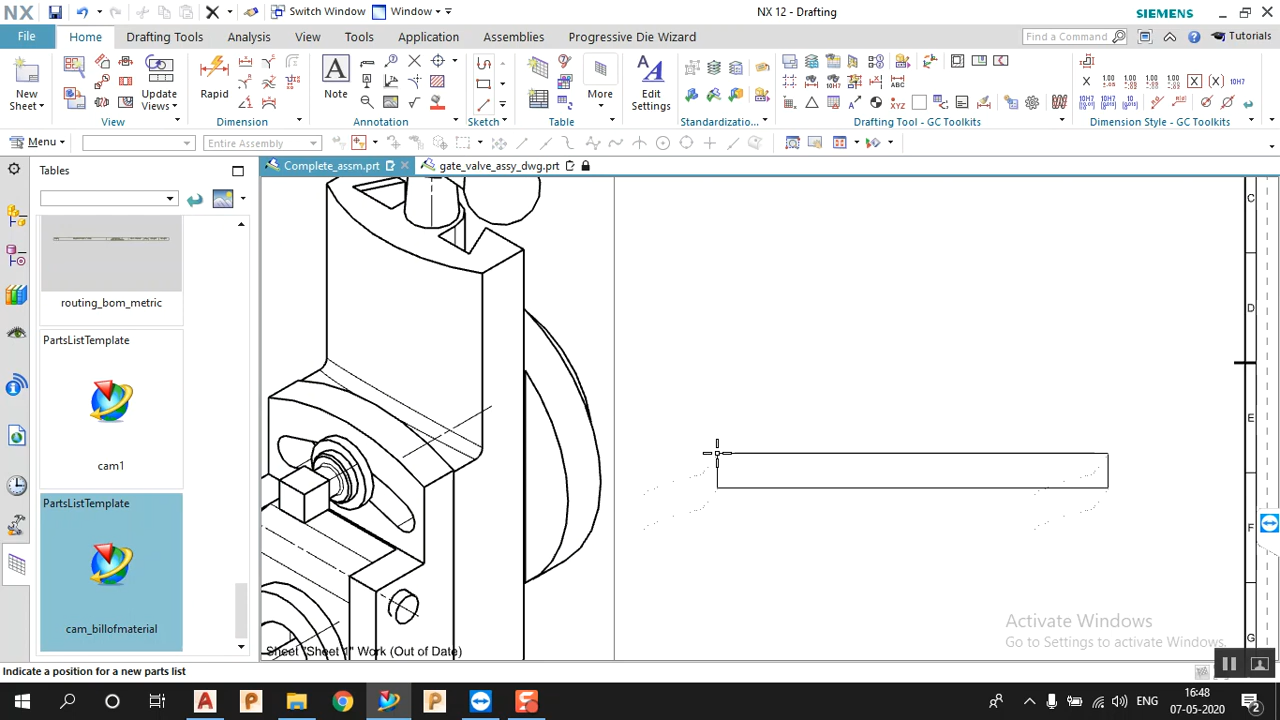 NX
Switch Window
Window
NX 12 - Drafting
SIEMENS
File
Home
Drafting Tools
Analysis
View
Tools
Application
Assemblies
Progressive Die Wizard
Find a Command
Tutorials
New Sheet
Update Views
Rapid
A
Note
More
Edit Settings
View
Dimension
Annotation
Sketch
Table
Standardiz...
Drafting Tool - GC Toolkits
Dimension Style - GC Toolkits
Menu
Entire Assembly
Complete_assm.prt
gate_valve_assy_dwg.prt
Tables
routing_bom_metric
PartsListTemplate
cam1
PartsListTemplate
cam_billofmaterial
C
D
E
F
G
Activate Windows
Go to Settings to activate Windows.
Sheet "Sheet 1" Work (Out of Date)
Indicate a position for a new parts list
ENG
16:48
07-05-2020
2